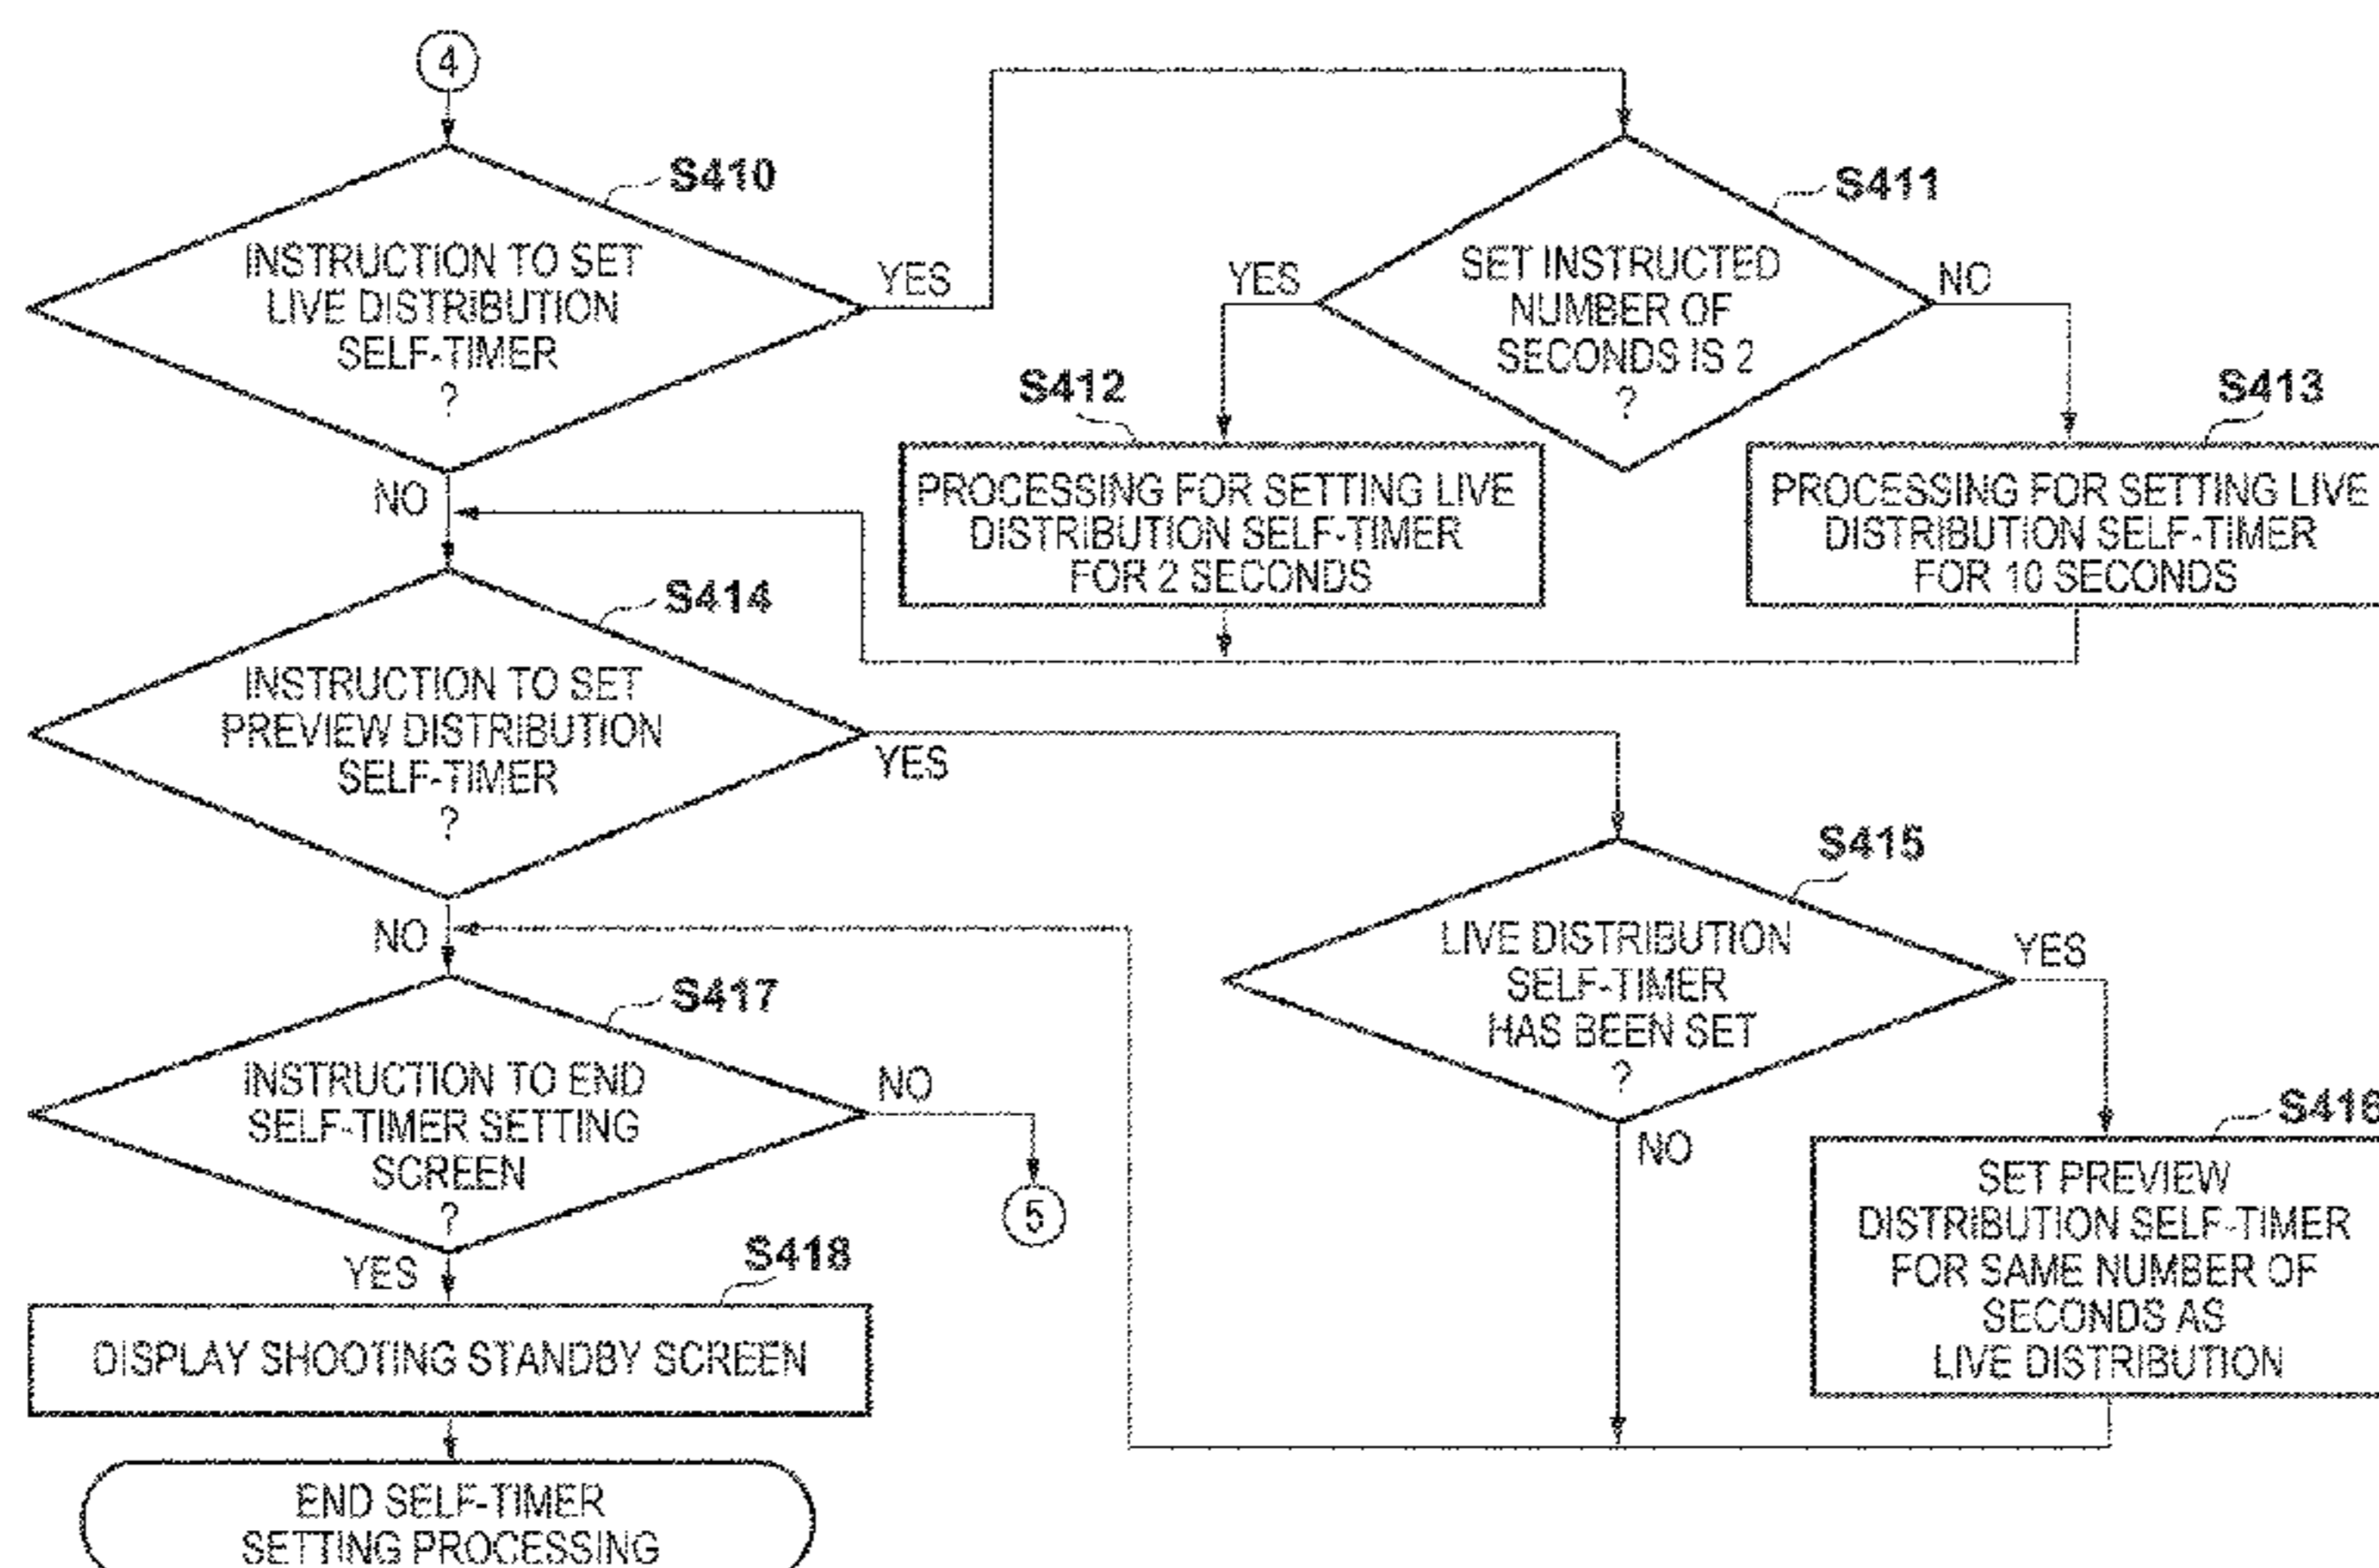 4
S410
INSTRUCTION TO SET
LIVE DISTRIBUTION
SELF-TIMER
?
YES
NO
S411
SET INSTRUCTED
NUMBER OF
SECONDS IS 2
?
YES
NO
S412
PROCESSING FOR SETTING LIVE
DISTRIBUTION SELF-TIMER
FOR 2 SECONDS
S413
PROCESSING FOR SETTING LIVE
DISTRIBUTION SELF-TIMER
FOR 10 SECONDS
S414
INSTRUCTION TO SET
PREVIEW DISTRIBUTION
SELF-TIMER
?
YES
NO
S415
LIVE DISTRIBUTION
SELF-TIMER
HAS BEEN SET
?
YES
NO
S416
SET PREVIEW
DISTRIBUTION SELF-TIMER
FOR SAME NUMBER OF
SECONDS AS
LIVE DISTRIBUTION
S417
INSTRUCTION TO END
SELF-TIMER SETTING
SCREEN
?
NO
5
YES
S418
DISPLAY SHOOTING STANDBY SCREEN
END SELF-TIMER
SETTING PROCESSING